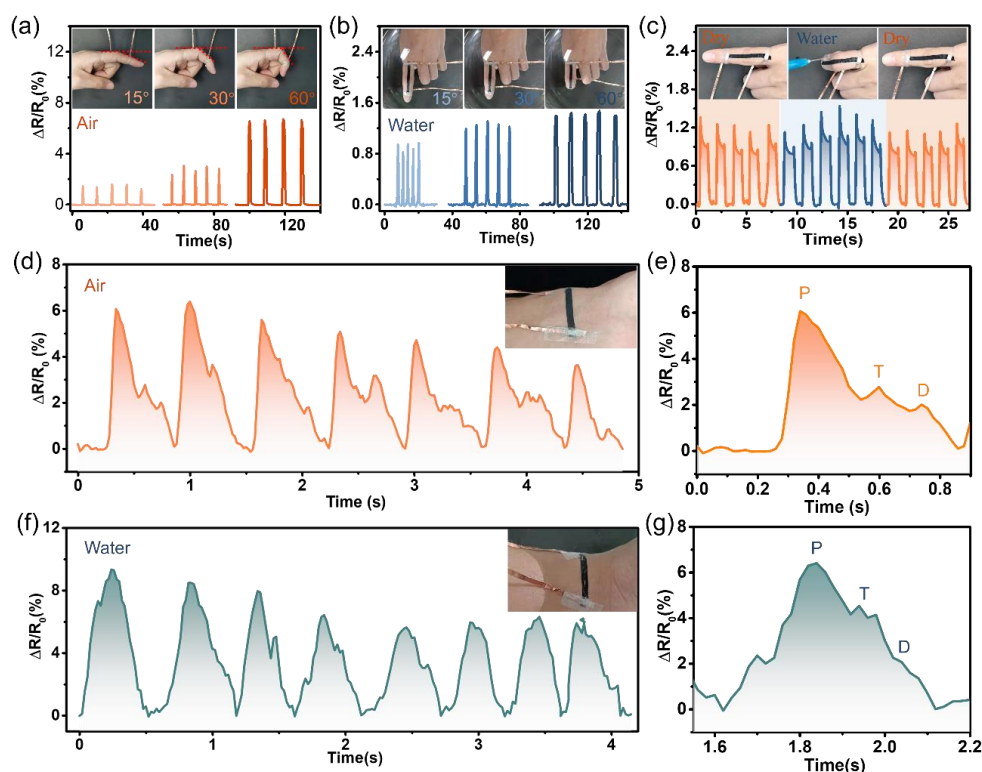 (a)
12
9
6
3
0
ΔR/R0(%)
15°
30°
60°
Air
0
40
80
120
Time(s)
(b)
2.4
1.6
0.8
0.0
ΔR/R0(%)
15°
30°
60°
Water
0
40
80
120
Time(s)
(c)
2.4
1.8
1.2
0.6
0.0
ΔR/R0(%)
Dry
Water
Dry
0
5
10
15
20
25
Time(s)
(d)
8
6
4
2
0
ΔR/R0 (%)
Air
0
1
2
3
4
5
Time (s)
(e)
8
6
4
2
0
ΔR/R0 (%)
P
T
D
0.0
0.2
0.4
0.6
0.8
Time (s)
(f)
12
9
6
3
0
ΔR/R0(%)
Water
0
1
2
3
4
Time(s)
(g)
8
6
4
2
0
ΔR/R0(%)
P
T
D
1.6
1.8
2.0
2.2
Time(s)